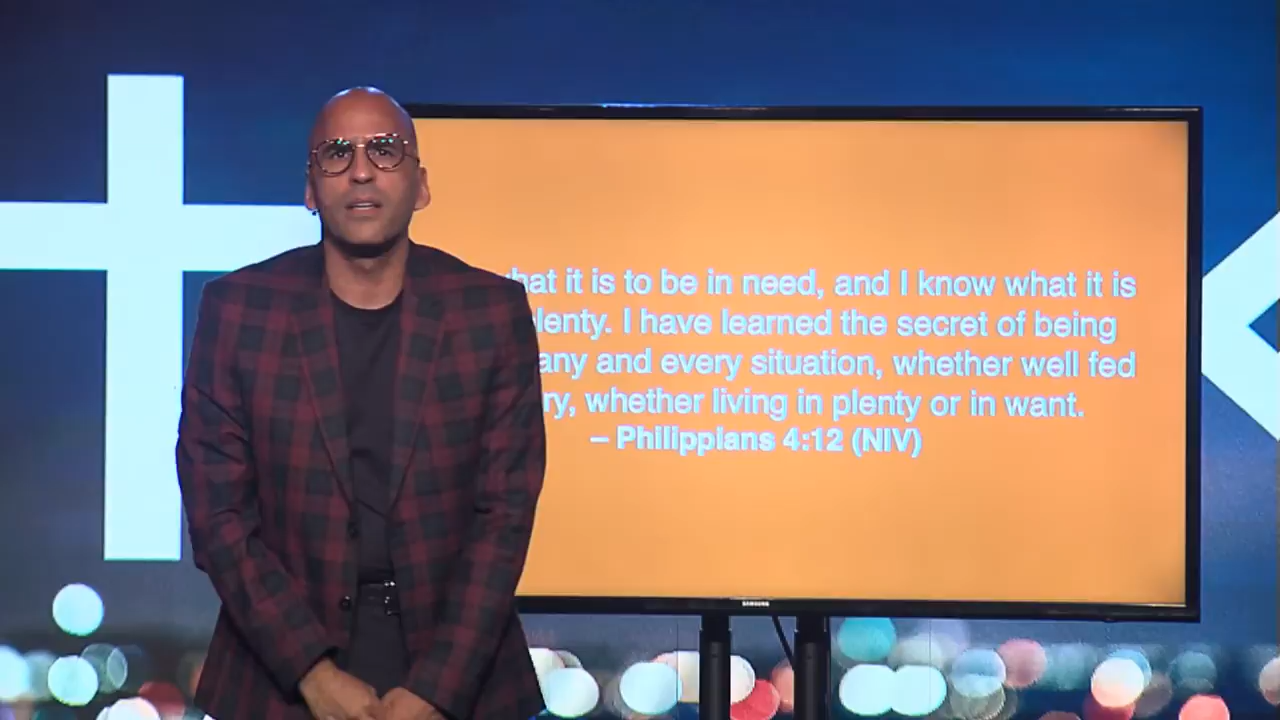 it is to be in need, and I know what it is
plenty. I have learned the secret of being
any and every situation, whether well fed
whether living in plenty or in want.
– Philippians 4:12 (NIV)
SAMSUNG